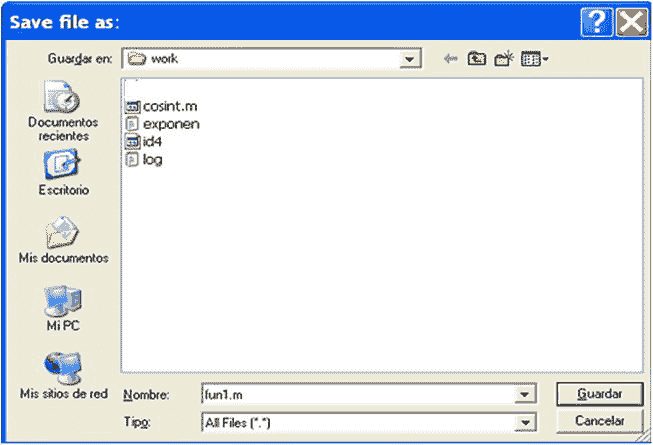 Save file as:
Guardar en: work
cosint.m
exponen
id4
log
Documentos
recientes
Escritorio
Mis documentos
Mi PC
Mis sitios de red
Nombre: fun1.m Guardar
Tipo: All Files (*.*) Cancelar